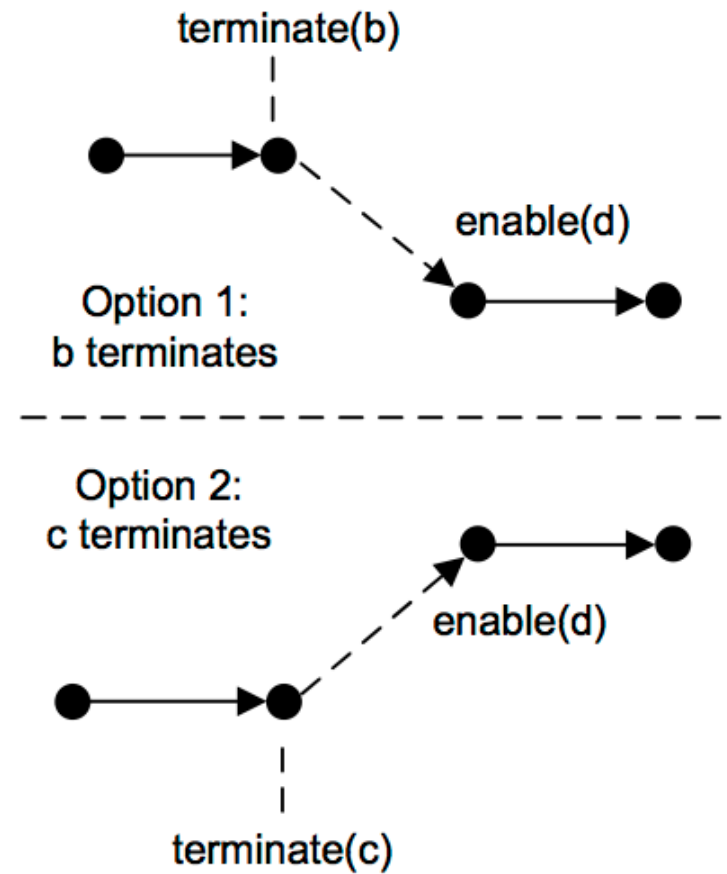 terminate(b)
enable(d)
Option 1:
b terminates
Option 2:
c terminates
enable(d)
terminate(c)